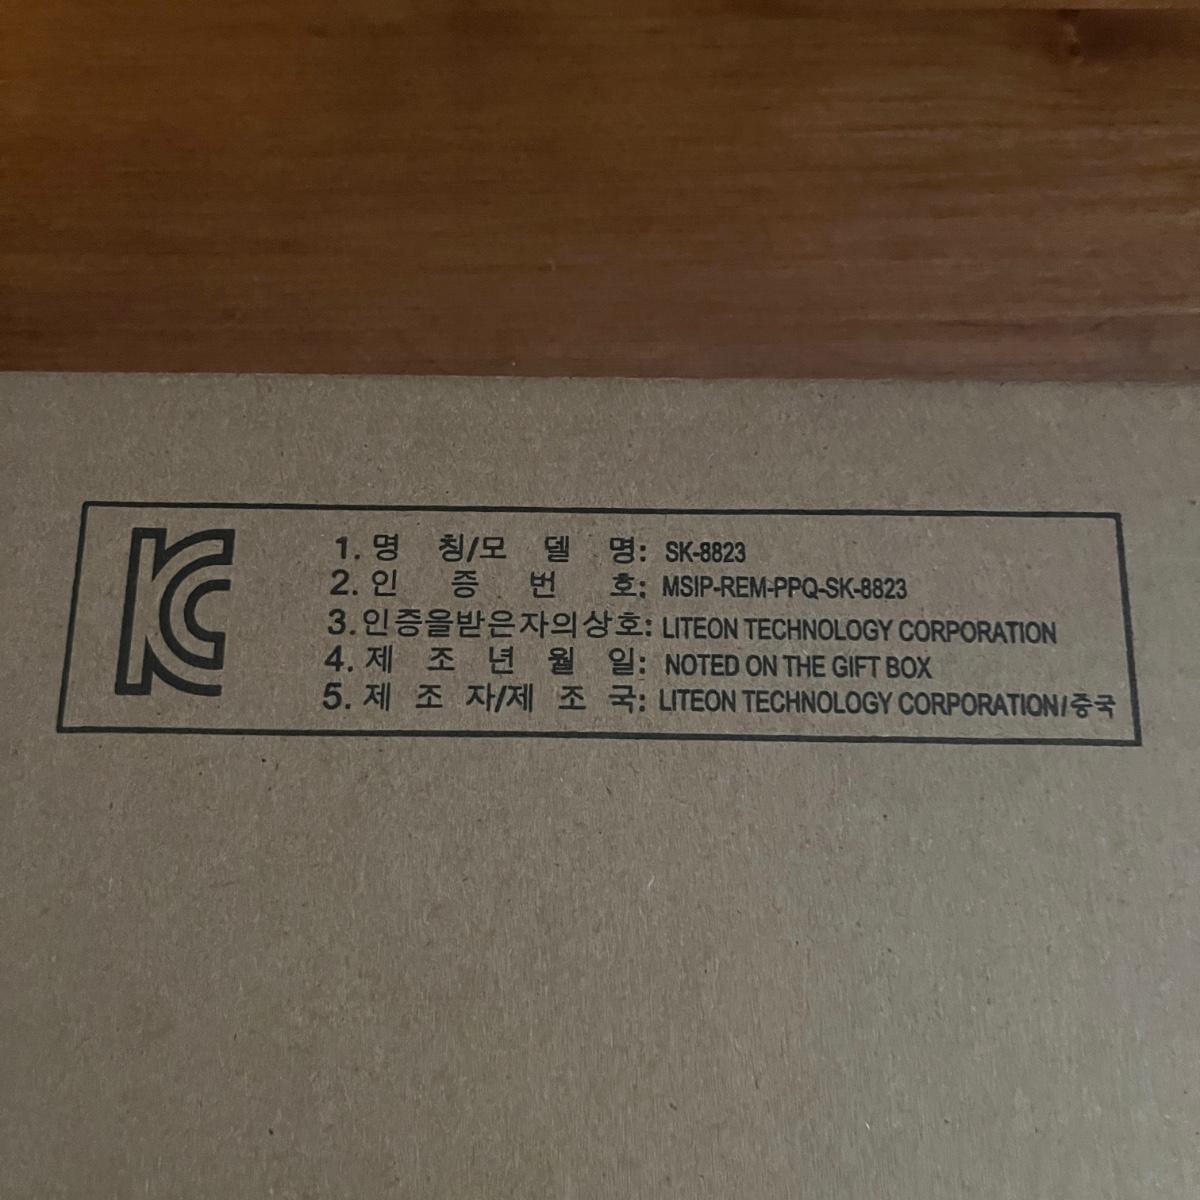 KC
1. 명 칭/모 델 명: SK-8823
2. 인 증 번 호: MSIP-REM-PPQ-SK-8823
3. 인증을받은자의상호: LITEON TECHNOLOGY CORPORATION
4. 제 조 년 월 일: NOTED ON THE GIFT BOX
5. 제 조 자/제 조 국: LITEON TECHNOLOGY CORPORATION/중국